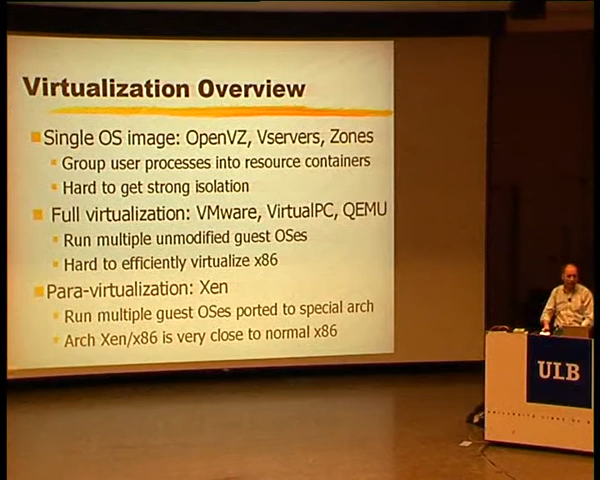 Virtualization Overview
Single OS image: OpenVZ, Vservers, Zones
Group user processes into resource containers
Hard to get strong isolation
Full virtualization: VMware, VirtualPC, QEMU
Run multiple unmodified guest OSes
Hard to efficiently virtualize x86
Para-virtualization: Xen
Run multiple guest OSes ported to special arch
Arch Xen/x86 is very close to normal x86
ULB